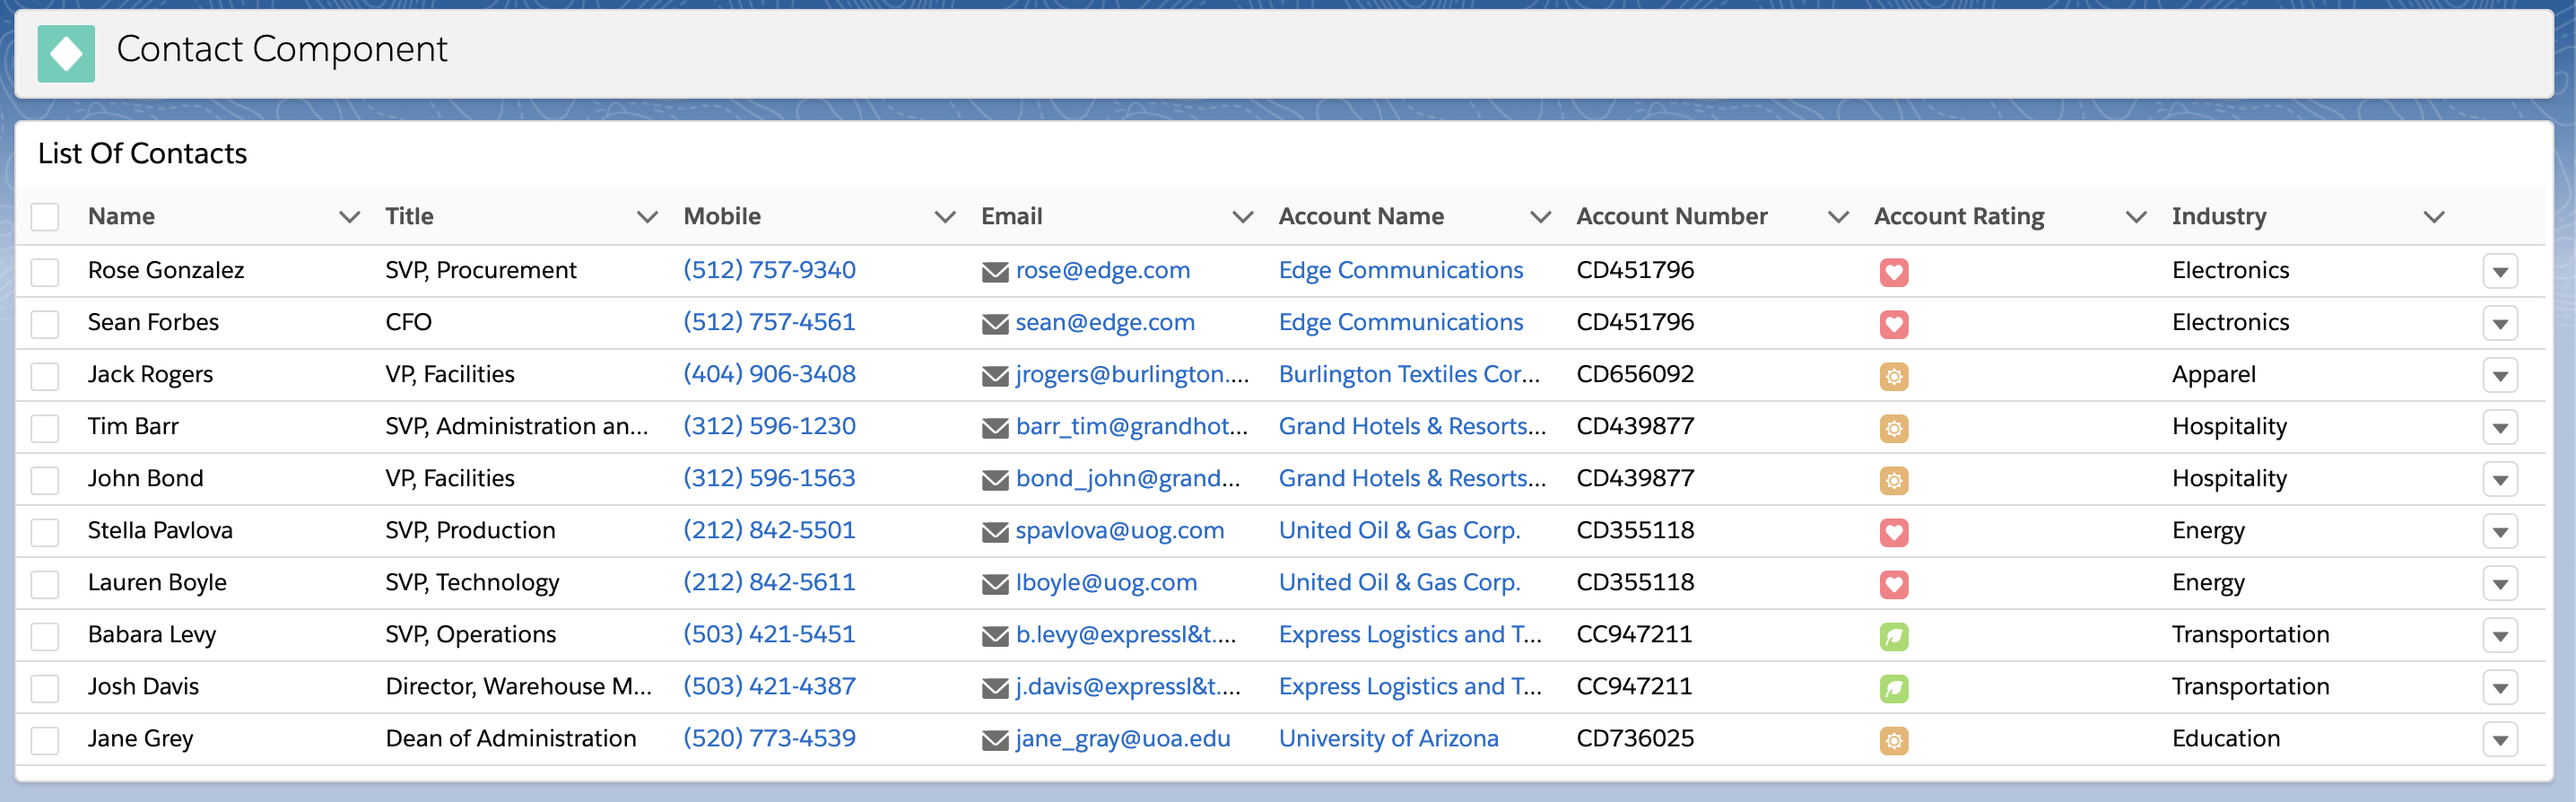 Contact Component
List Of Contacts
Name Title Mobile Email Account Name Account Number Account Rating Industry
Rose Gonzalez SVP, Procurement (512) 757-9340 rose@edge.com Edge Communications CD451796 Electronics
Sean Forbes CFO (512) 757-4561 sean@edge.com Edge Communications CD451796 Electronics
Jack Rogers VP, Facilities (404) 906-3408 jrogers@burlington.... Burlington Textiles Cor... CD656092 Apparel
Tim Barr SVP, Administration an... (312) 596-1230 barr_tim@grandhot... Grand Hotels & Resorts... CD439877 Hospitality
John Bond VP, Facilities (312) 596-1563 bond_john@grand... Grand Hotels & Resorts... CD439877 Hospitality
Stella Pavlova SVP, Production (212) 842-5501 spavlova@uog.com United Oil & Gas Corp. CD355118 Energy
Lauren Boyle SVP, Technology (212) 842-5611 lboyle@uog.com United Oil & Gas Corp. CD355118 Energy
Babara Levy SVP, Operations (503) 421-5451 b.levy@expressl&t.... Express Logistics and T... CC947211 Transportation
Josh Davis Director, Warehouse M... (503) 421-4387 j.davis@expressl&t.... Express Logistics and T... CC947211 Transportation
Jane Grey Dean of Administration (520) 773-4539 jane_gray@uoa.edu University of Arizona CD736025 Education